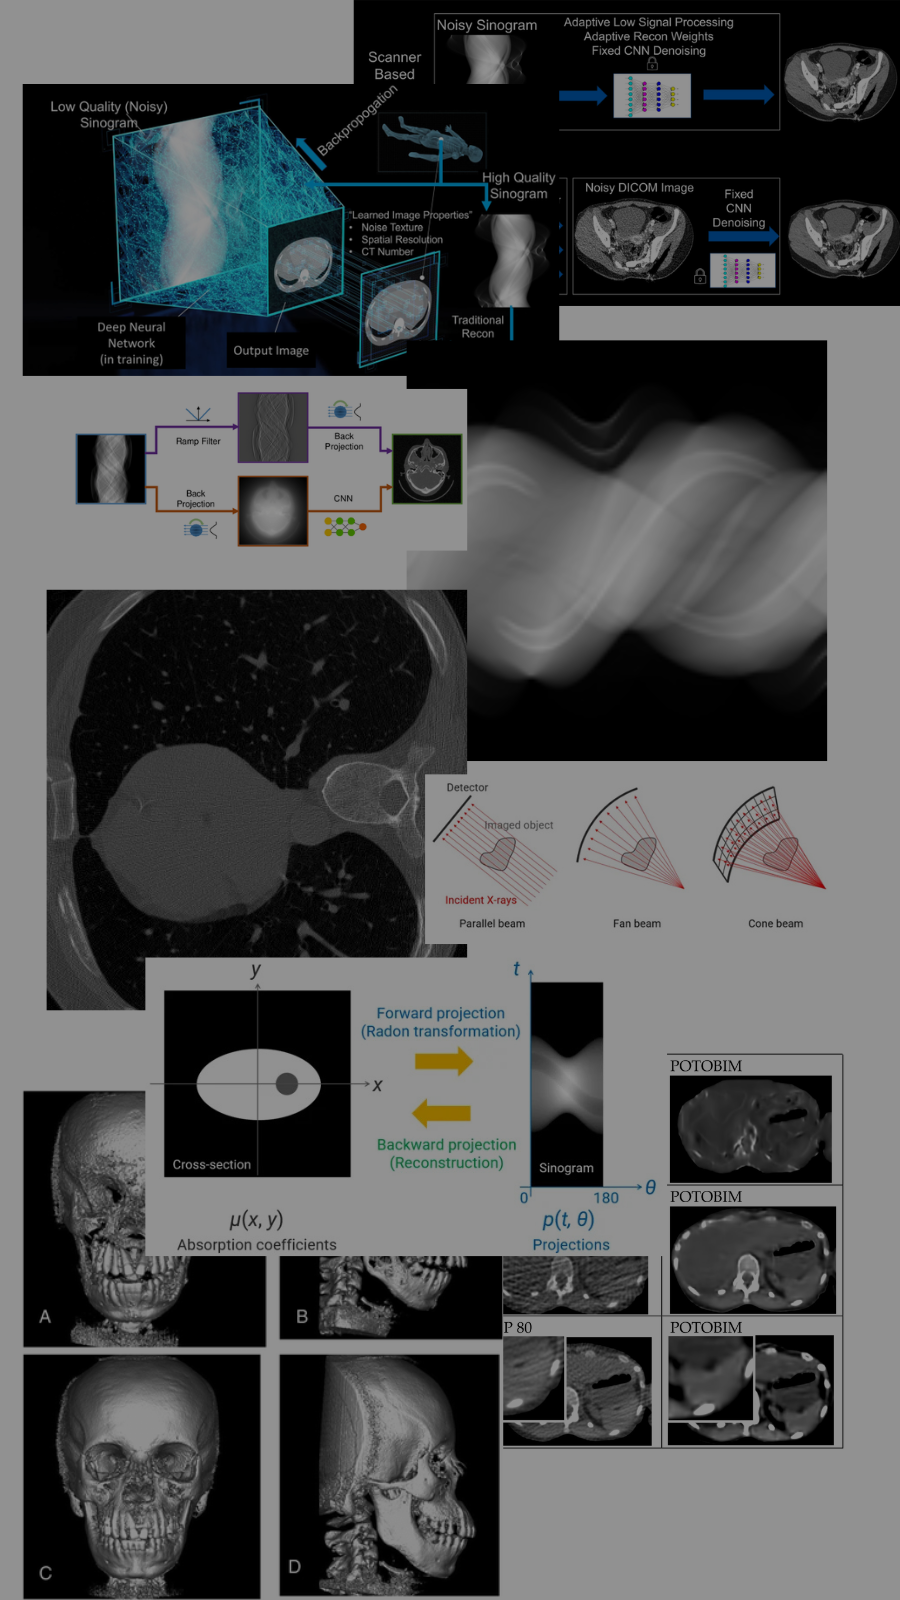 Noisy Sinogram
Adaptive Low Signal Processing
Adaptive Recon Weights
Fixed CNN Denoising
Scanner
Based
Low Quality (Noisy)
Sinogram
Backpropogation
High Quality
Sinogram
"Learned Image Properties"
• Noise Texture
• Spatial Resolution
• CT Number
Noisy DICOM Image
Fixed
CNN
Denoising
Deep Neural
Network
(in training)
Output Image
Traditional
Recon
Ramp Filter
Back
Projection
Back
Projection
CNN
Detector
Imaged object
Incident X-rays
Parallel beam
Fan beam
Cone beam
y
x
Cross-section
μ(x, y)
Absorption coefficients
Forward projection
(Radon transformation)
Backward projection
(Reconstruction)
t
Sinogram
0
180
θ
p(t, θ)
Projections
POTOBIM
POTOBIM
P 80
POTOBIM
A
B
C
D